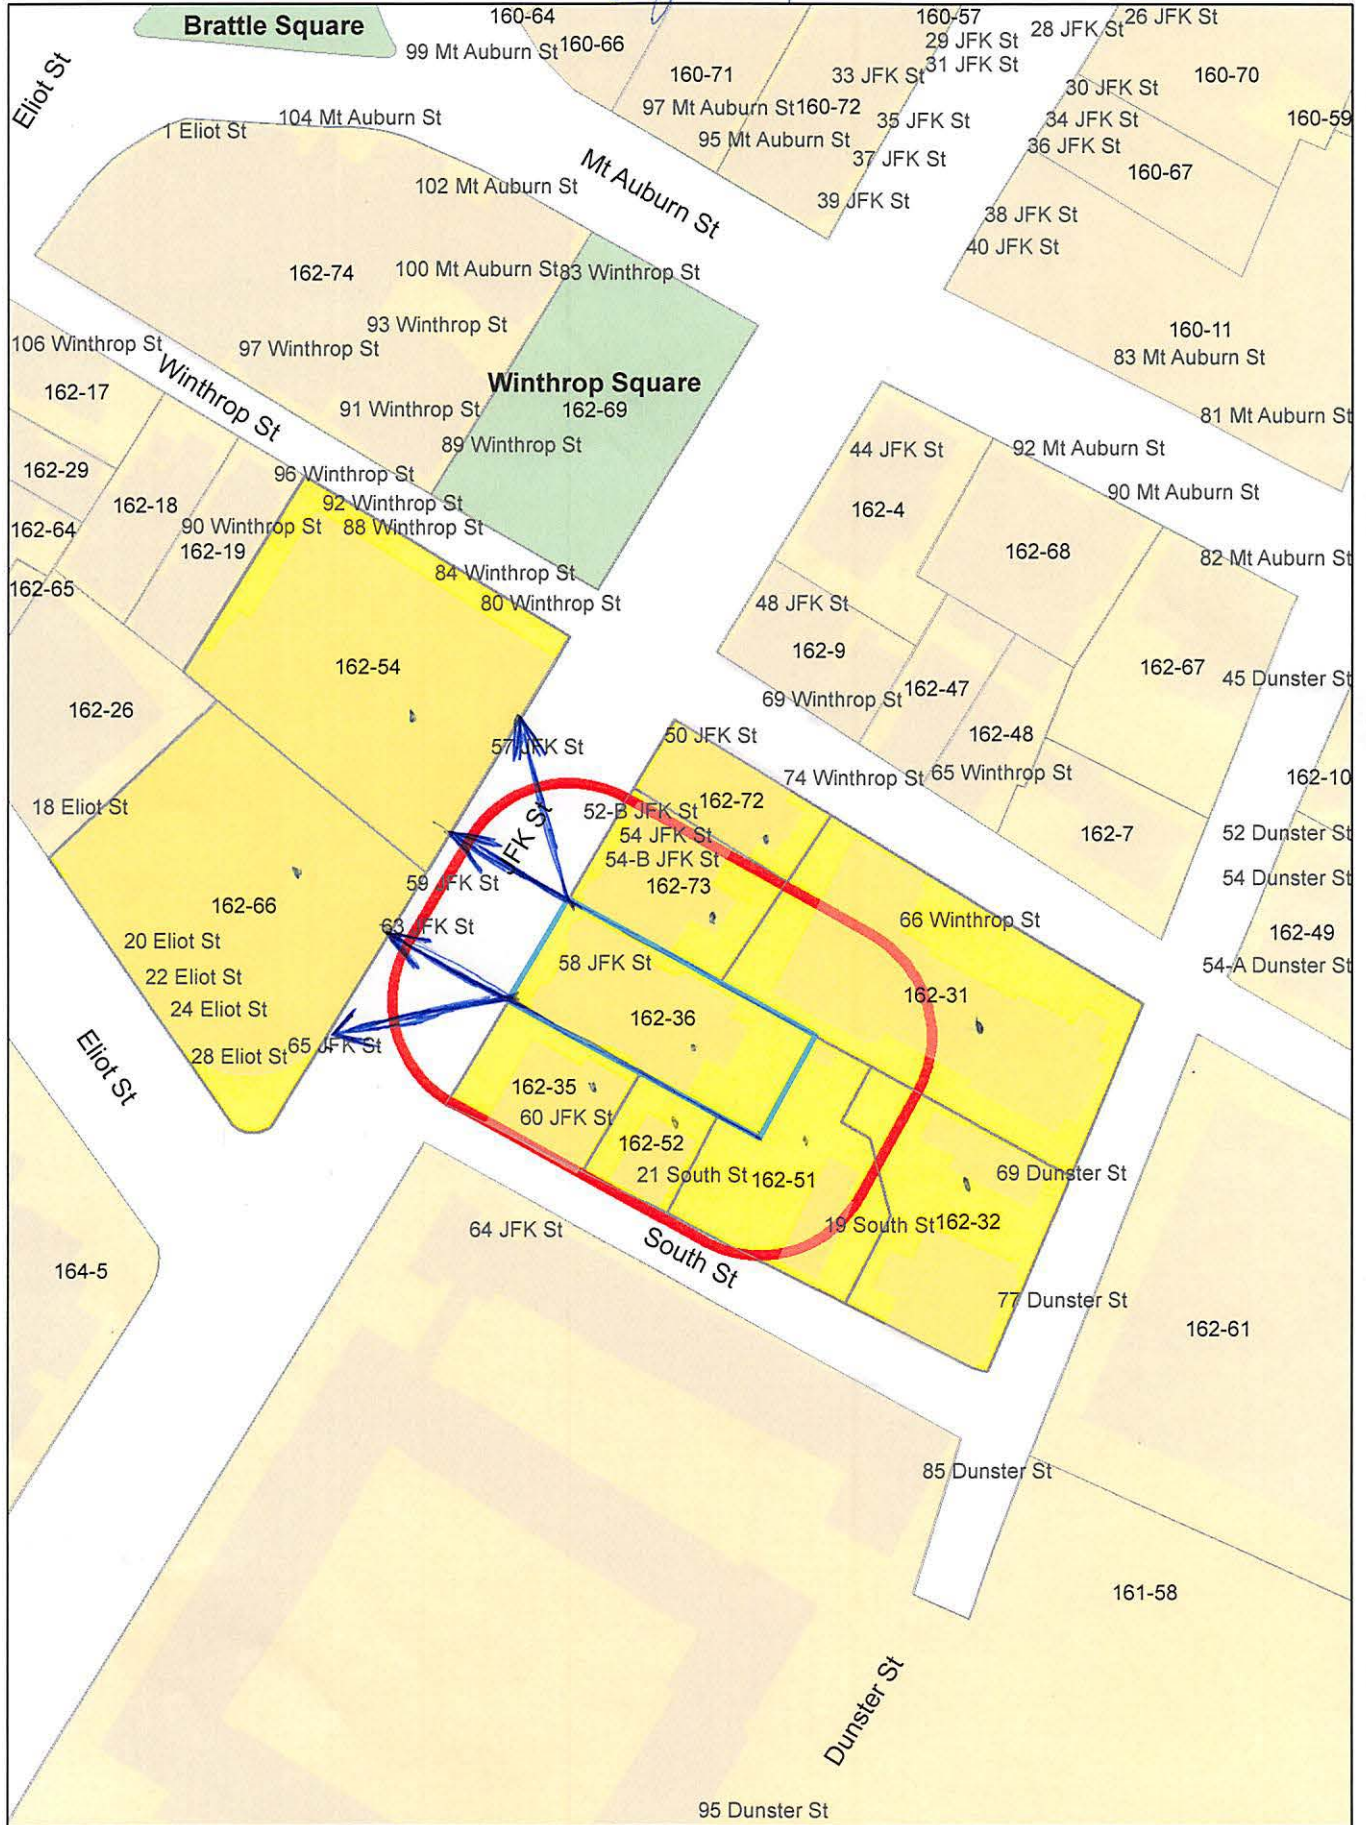 160-64
160-57
26 JFK St
Brattle Square
28 JFK St
99 Mt Auburn St
160-66
29 JFK St
31 JFK St
Eliot St
160-71
33 JFK St
160-70
30 JFK St
97 Mt Auburn St
160-72
104 Mt Auburn St
1 Eliot St
35 JFK St
34 JFK St
160-59
95 Mt Auburn St
36 JFK St
37 JFK St
160-67
102 Mt Auburn St
Mt Auburn St
39 JFK St
38 JFK St
40 JFK St
162-74
100 Mt Auburn St
83 Winthrop St
93 Winthrop St
160-11
106 Winthrop St
97 Winthrop St
83 Mt Auburn St
Winthrop St
162-17
Winthrop Square
91 Winthrop St
162-69
81 Mt Auburn St
89 Winthrop St
44 JFK St
92 Mt Auburn St
162-29
96 Winthrop St
90 Mt Auburn St
162-18
92 Winthrop St
162-4
162-64
90 Winthrop St
88 Winthrop St
162-19
162-68
82 Mt Auburn St
84 Winthrop St
162-65
80 Winthrop St
48 JFK St
162-54
162-9
162-67
45 Dunster St
162-47
69 Winthrop St
162-26
162-48
50 JFK St
57 JFK St
74 Winthrop St
65 Winthrop St
162-10
18 Eliot St
162-72
52-B JFK St
JFK St
54 JFK St
162-7
52 Dunster St
54-B JFK St
59 JFK St
162-73
54 Dunster St
162-66
66 Winthrop St
63 JFK St
162-49
20 Eliot St
58 JFK St
54-A Dunster St
22 Eliot St
162-31
24 Eliot St
162-36
28 Eliot St
65 JFK St
Eliot St
162-35
60 JFK St
162-52
21 South St
162-51
69 Dunster St
64 JFK St
19 South St
162-32
South St
164-5
77 Dunster St
162-61
85 Dunster St
161-58
Dunster St
95 Dunster St